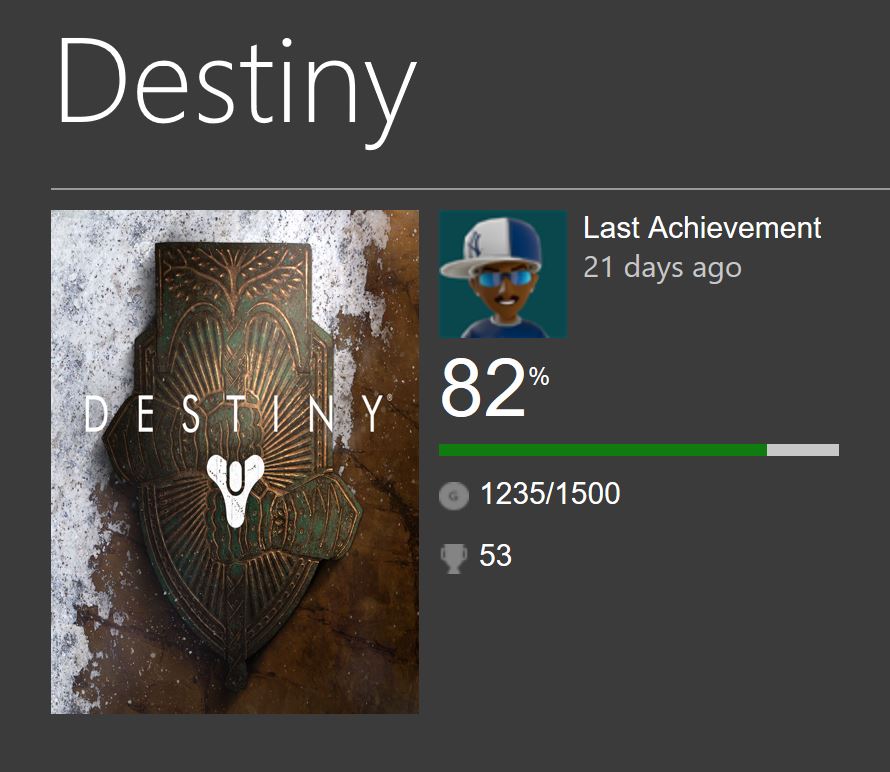 Destiny
Last Achievement
21 days ago
DESTINY®
82%
G 1235/1500
53